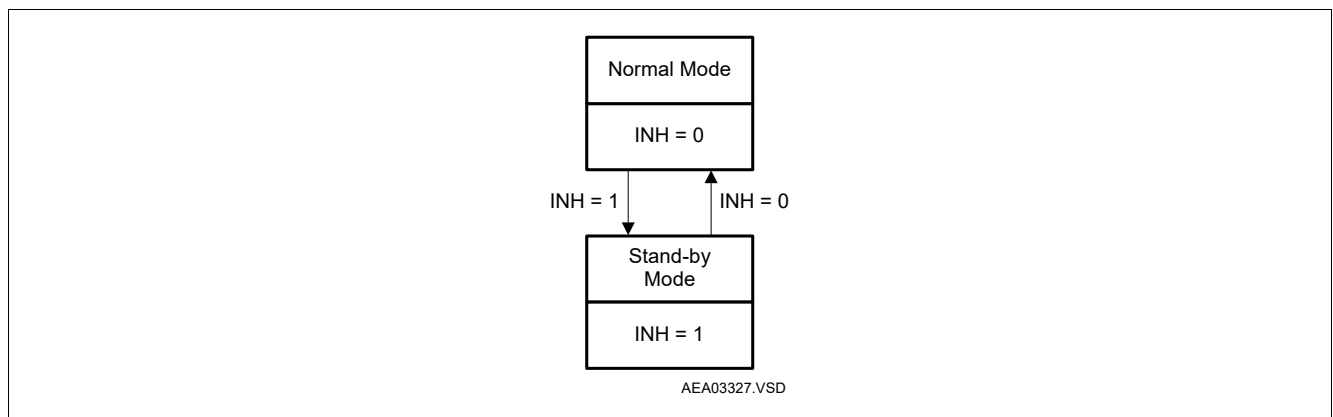 Normal Mode
INH = 0
INH = 1
INH = 0
Stand-by
Mode
INH = 1
AEA03327.VSD